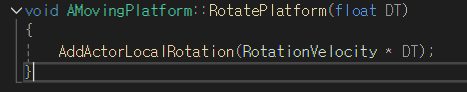 void AMovingPlatform::RotatePlatform(float DT)
{
AddActorLocalRotation(RotationVelocity * DT);
}